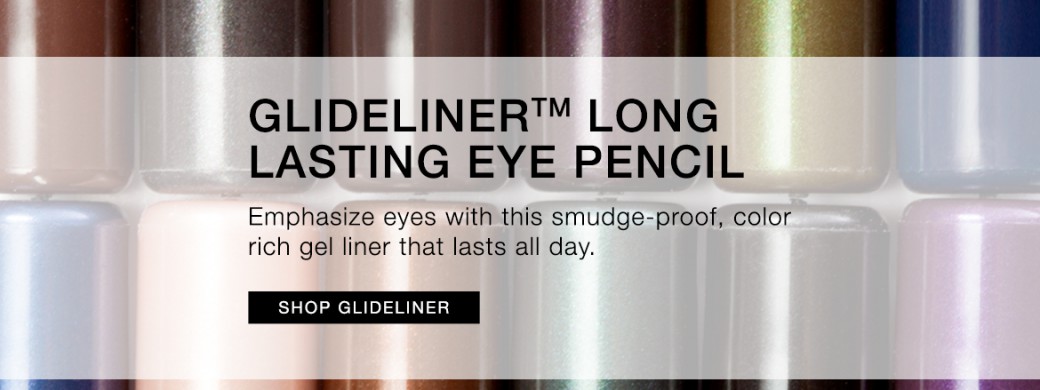 GLIDELINER™ LONG
LASTING EYE PENCIL
Emphasize eyes with this smudge-proof, color
rich gel liner that lasts all day.
SHOP GLIDELINER